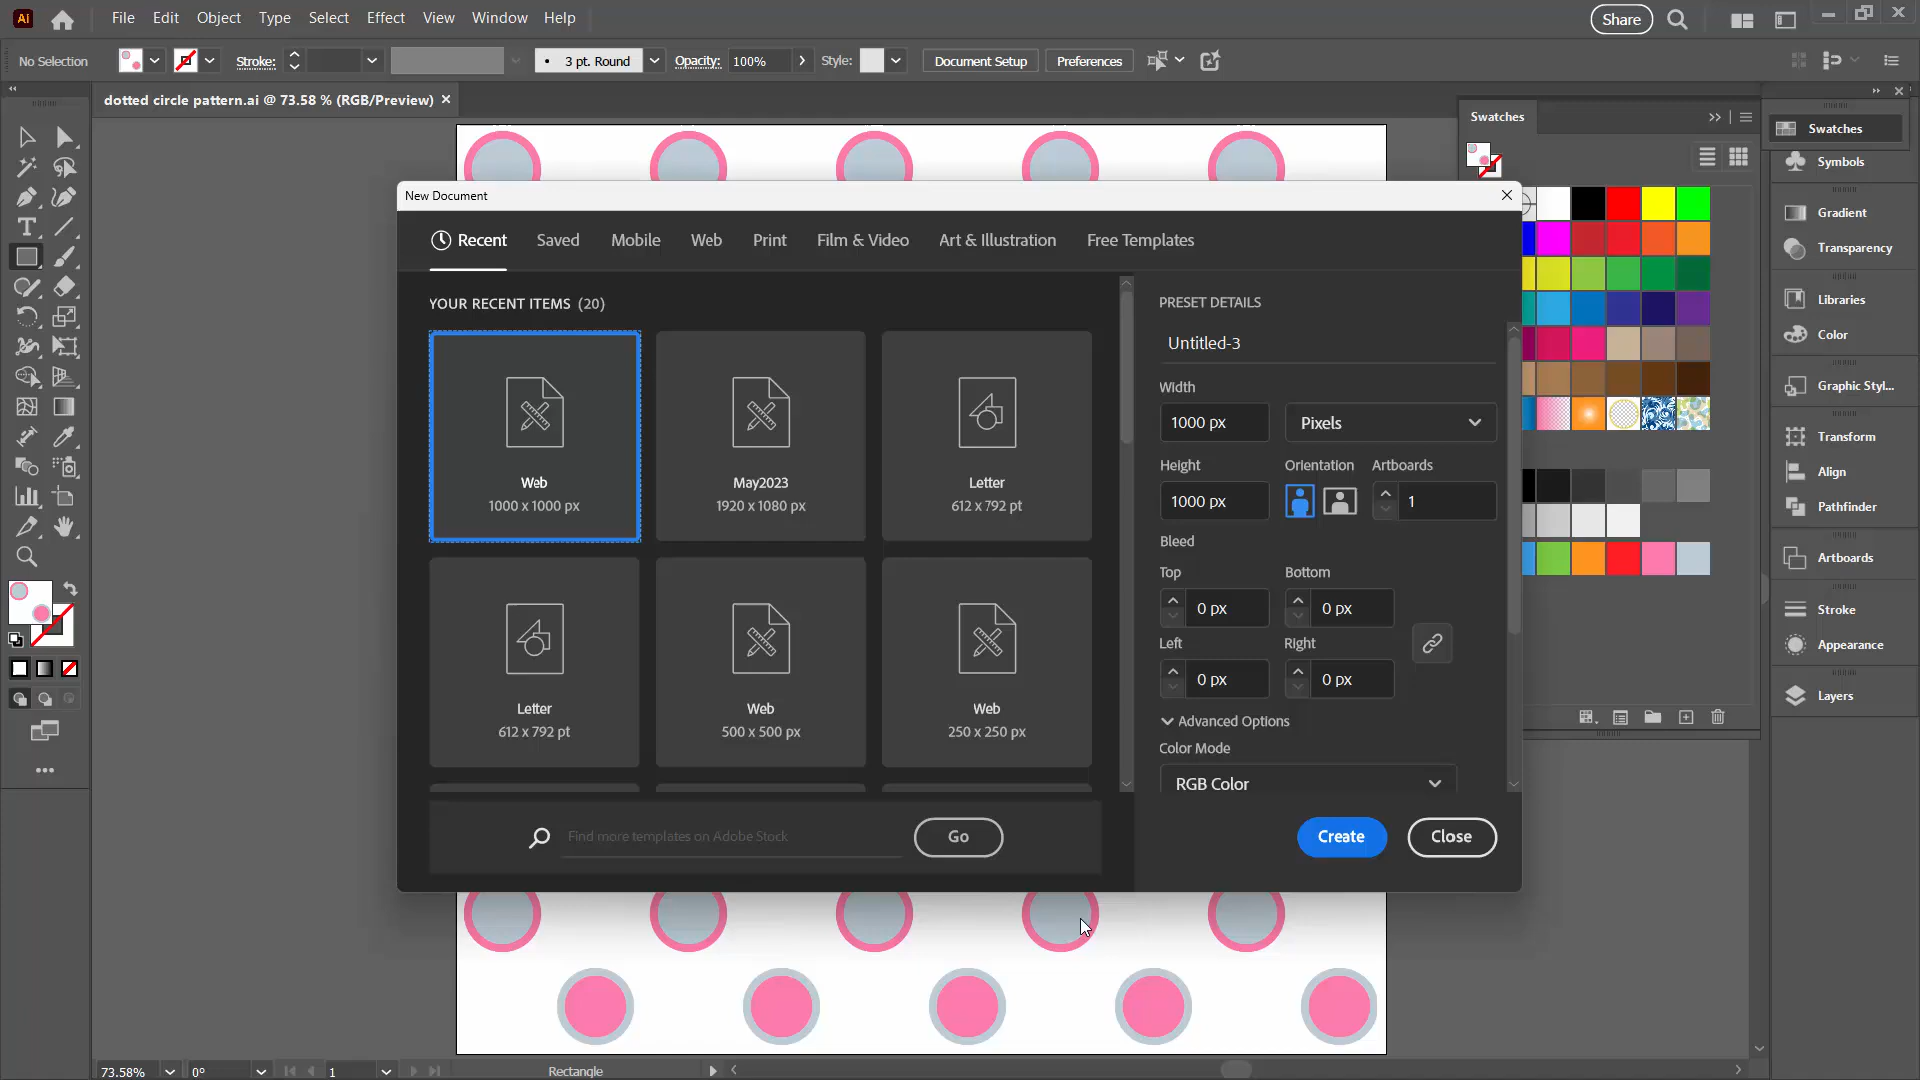 Ai File Edit Object Type Select Effect View Window Help Share
No Selection Stroke: 3 pt. Round Opacity: 100% Style: Document Setup Preferences
dotted circle pattern.ai @ 73.58 % (RGB/Preview)
Swatches
Swatches
Symbols
Gradient
Transparency
Libraries
Color
Graphic Styl...
Transform
Align
Pathfinder
Artboards
Stroke
Appearance
Layers
New Document
Recent Saved Mobile Web Print Film & Video Art & Illustration Free Templates
YOUR RECENT ITEMS (20)
Web
1000 x 1000 px
May2023
1920 x 1080 px
Letter
612 x 792 pt
Letter
612 x 792 pt
Web
500 x 500 px
Web
250 x 250 px
Find more templates on Adobe Stock
Go
PRESET DETAILS
Untitled-3
Width
1000 px Pixels
Height Orientation Artboards
1000 px 1
Bleed
Top Bottom
0 px 0 px
Left Right
0 px 0 px
Advanced Options
Color Mode
RGB Color
Create Close
73.58% 0° 1 Rectangle